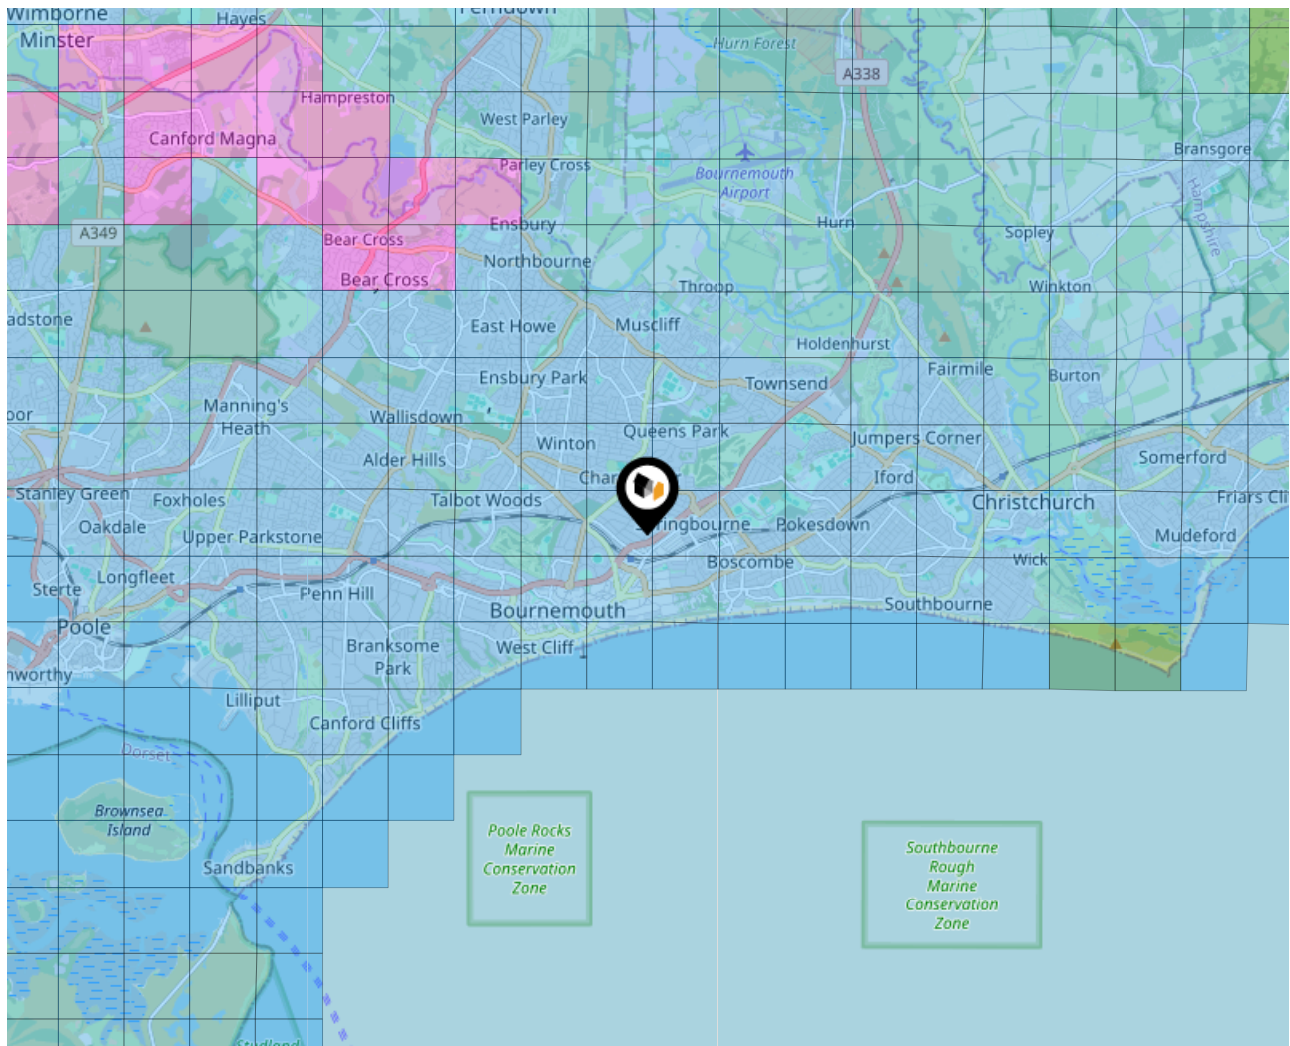 Wimborne
Minster
Hayes
Ferndown
Hurn Forest
A338
Hampreston
West Parley
Canford Magna
Parley Cross
Bransgore
Bournemouth
Airport
Hampshire
A349
Ensbury
Hurn
Sopley
Bear Cross
Northbourne
Bear Cross
Throop
Winkton
adstone
East Howe
Muscliff
Holdenhurst
Ensbury Park
Townsend
Fairmile
Burton
Manning's
Heath
oor
Wallisdown
Winton
Queens Park
Jumpers Corner
Alder Hills
Char
Iford
Somerford
Stanley Green
Foxholes
Talbot Woods
Christchurch
Friars Cli
Oakdale
Upper Parkstone
ringbourne
Pokesdown
Mudeford
Sterte
Longfleet
Penn Hill
Boscombe
Wick
Bournemouth
Southbourne
Poole
Branksome
Park
West Cliff
nworthy
Lilliput
Canford Cliffs
Dorset
Brownsea
Island
Poole Rocks
Marine
Conservation
Zone
Southbourne
Rough
Marine
Conservation
Zone
Sandbanks
Studland